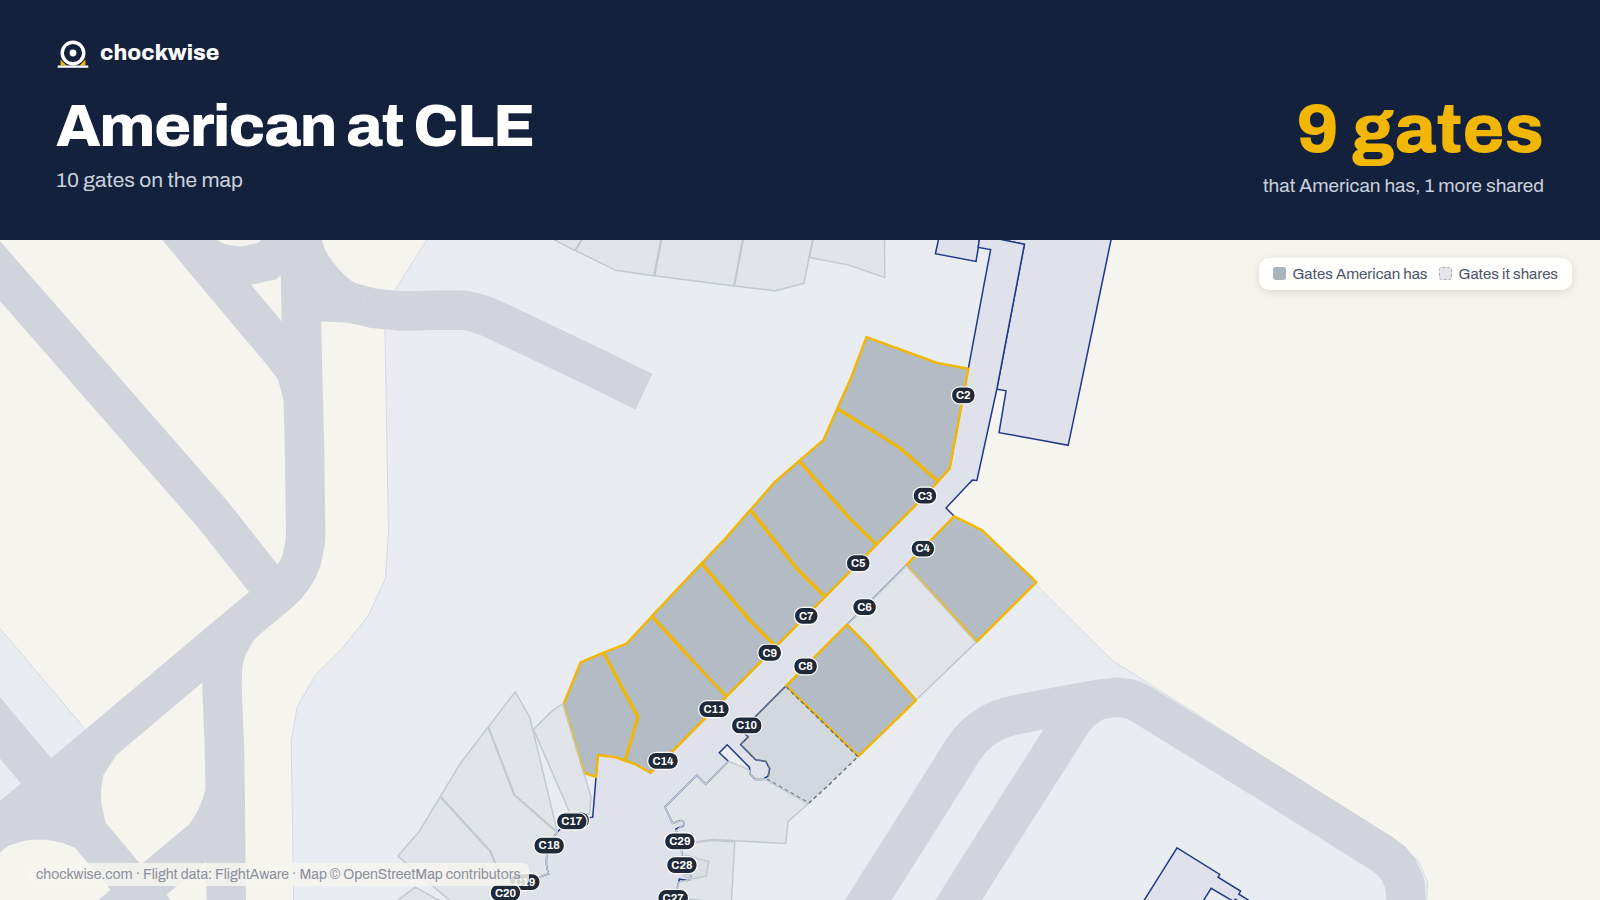 chockwise
American at CLE
10 gates on the map
9 gates
that American has, 1 more shared
Gates American has
Gates it shares
C2
C3
C4
C5
C6
C7
C9
C8
C11
C10
C14
C17
C18
C29
C28
C20
C27
chockwise.com · Flight data: FlightAware · Map © OpenStreetMap contributors